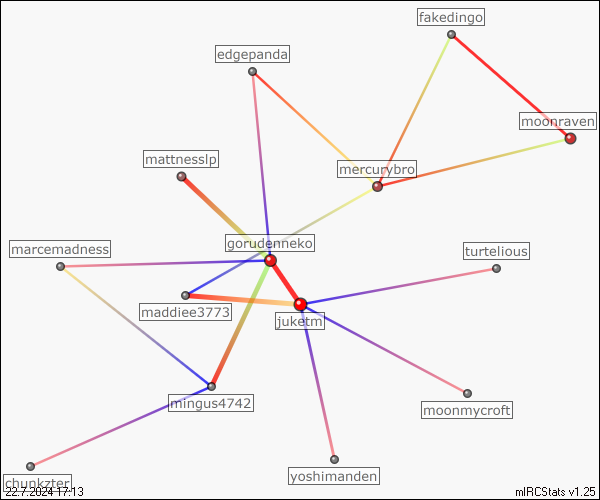 fakedingo
edgepanda
moonraven
mattnesslp
mercurybro
gorudenneko
marcemadness
turtelious
maddiee3773
juketm
mingus4742
moonmycroft
yoshimanden
chunkzter
22.7.2024 17:13
mIRCStats v1.25